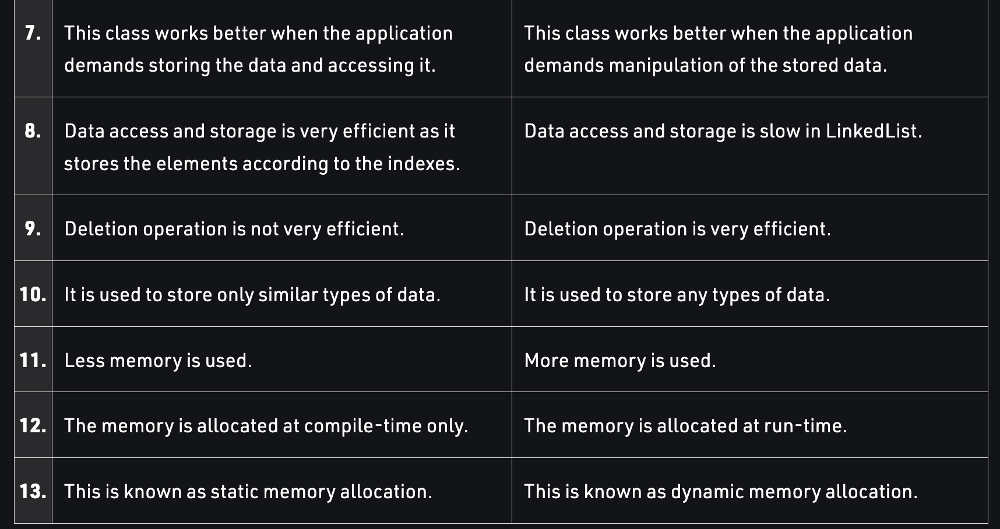 7.
This class works better when the application
demands storing the data and accessing it.
This class works better when the application
demands manipulation of the stored data.
8.
Data access and storage is very efficient as it
stores the elements according to the indexes.
Data access and storage is slow in LinkedList.
9.
Deletion operation is not very efficient.
Deletion operation is very efficient.
10.
It is used to store only similar types of data.
It is used to store any types of data.
11.
Less memory is used.
More memory is used.
12.
The memory is allocated at compile-time only.
The memory is allocated at run-time.
13.
This is known as static memory allocation.
This is known as dynamic memory allocation.